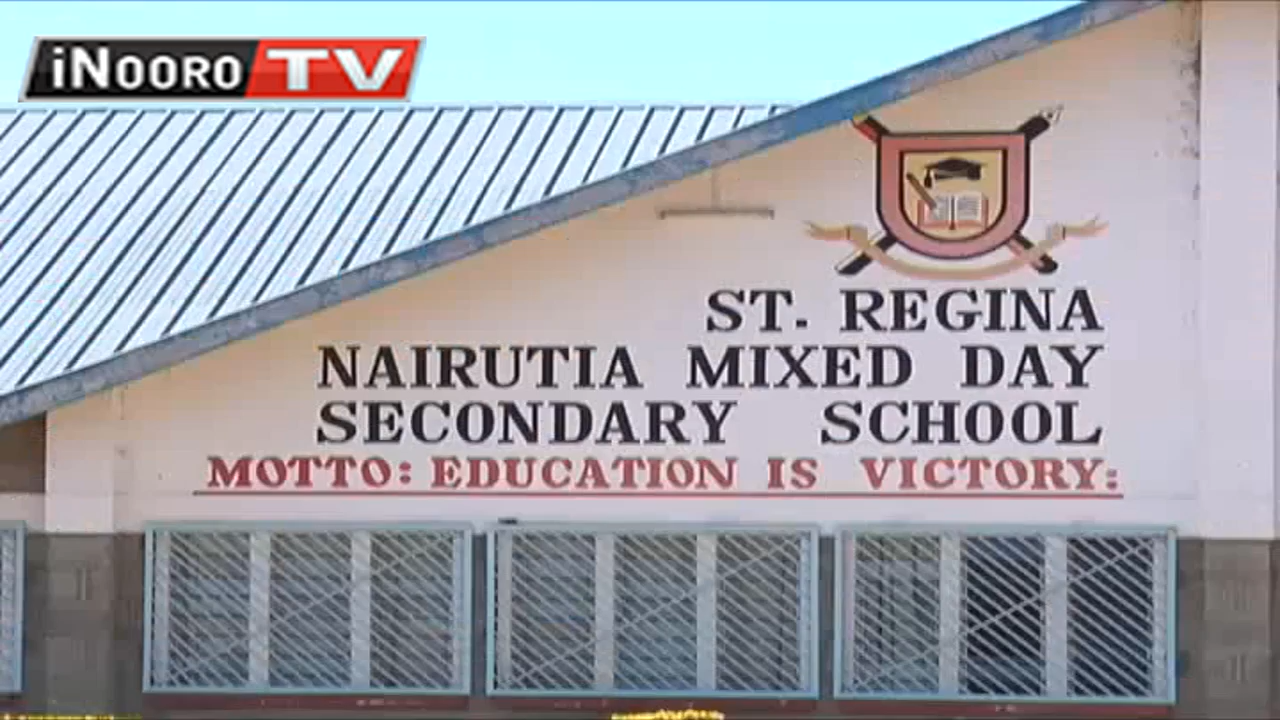 iNOORO TV
ST. REGINA
NAIRUTIA MIXED DAY
SECONDARY SCHOOL
MOTTO: EDUCATION IS VICTORY: